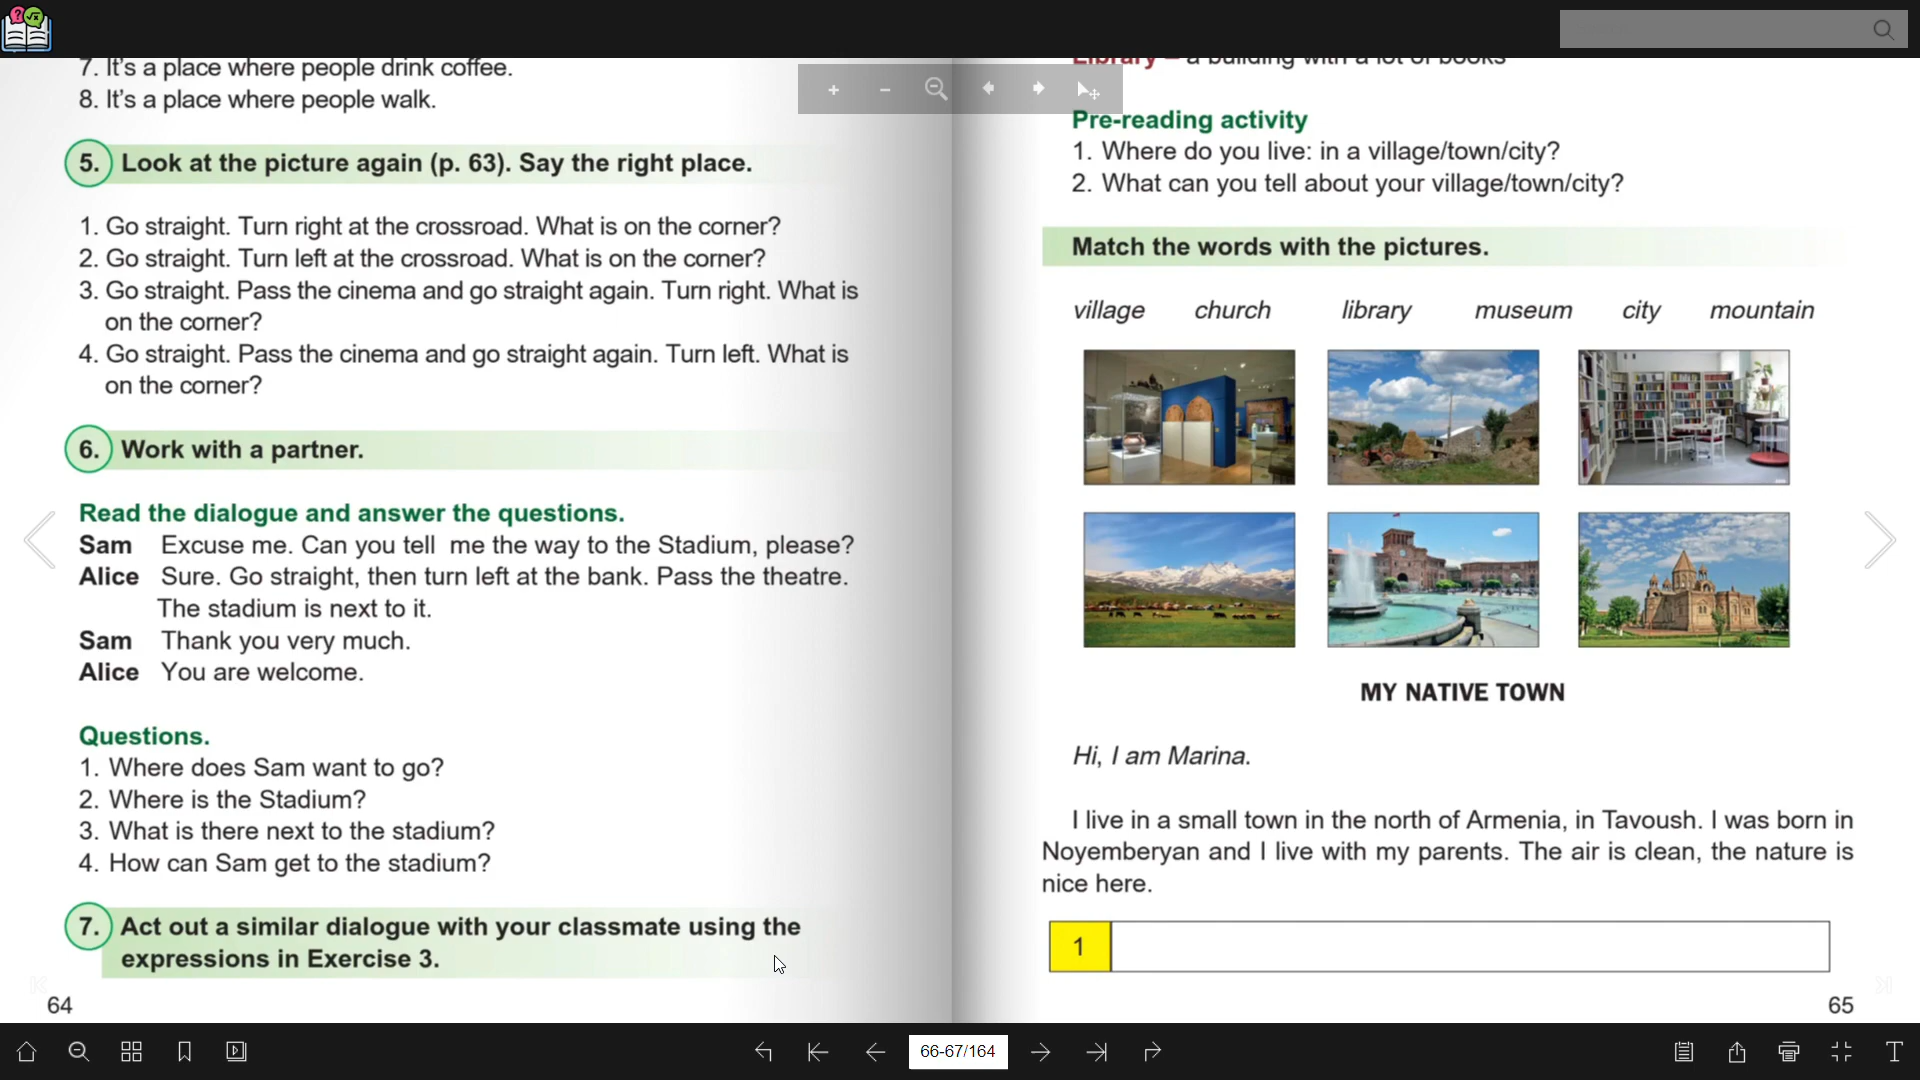 7. It's a place where people drink coffee.
8. It's a place where people walk.
5. Look at the picture again (p. 63). Say the right place.
1. Go straight. Turn right at the crossroad. What is on the corner?
2. Go straight. Turn left at the crossroad. What is on the corner?
3. Go straight. Pass the cinema and go straight again. Turn right. What is
on the corner?
4. Go straight. Pass the cinema and go straight again. Turn left. What is
on the corner?
6. Work with a partner.
Read the dialogue and answer the questions.
Sam Excuse me. Can you tell me the way to the Stadium, please?
Alice Sure. Go straight, then turn left at the bank. Pass the theatre.
The stadium is next to it.
Sam Thank you very much.
Alice You are welcome.
Questions.
1. Where does Sam want to go?
2. Where is the Stadium?
3. What is there next to the stadium?
4. How can Sam get to the stadium?
7. Act out a similar dialogue with your classmate using the
expressions in Exercise 3.
64
Library – a building with a lot of books
Pre-reading activity
1. Where do you live: in a village/town/city?
2. What can you tell about your village/town/city?
Match the words with the pictures.
village church library museum city mountain
MY NATIVE TOWN
Hi, I am Marina.
I live in a small town in the north of Armenia, in Tavoush. I was born in
Noyemberyan and I live with my parents. The air is clean, the nature is
nice here.
1
65
66-67/164